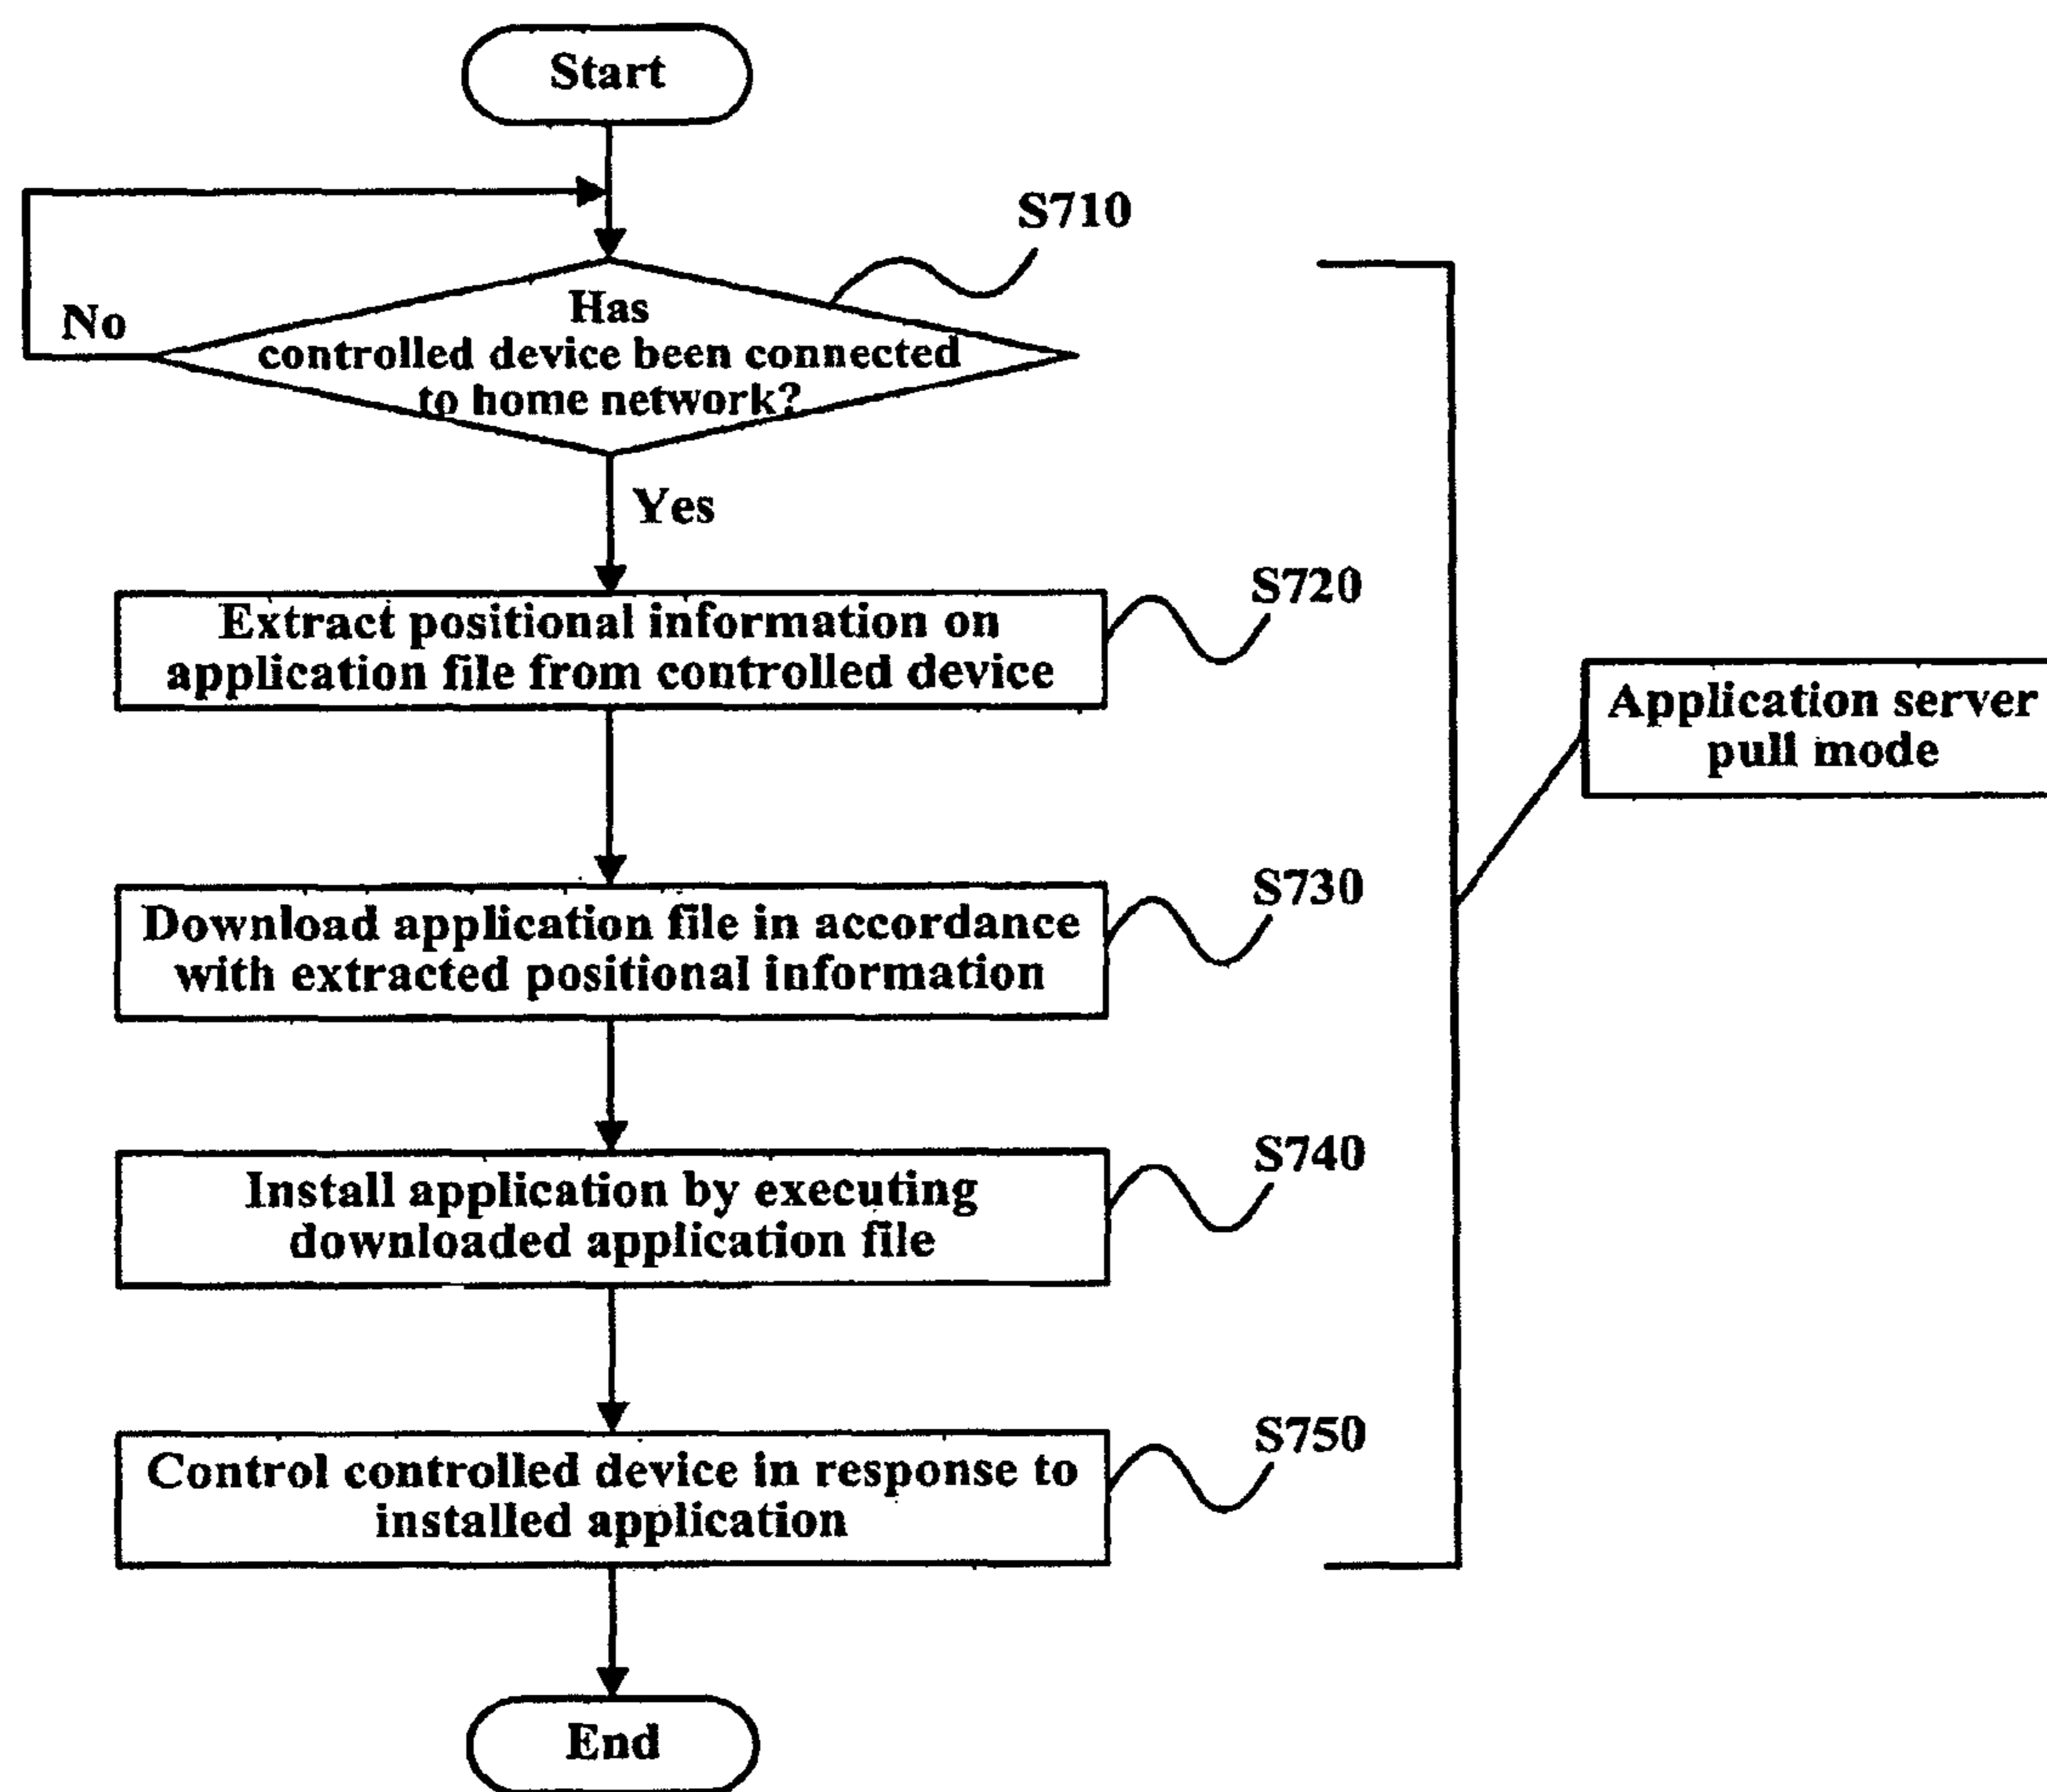 Start
S710
No
Has
controlled device been connected
to home network?
Yes
S720
Extract positional information on
application file from controlled device
Application server
pull mode
S730
Download application file in accordance
with extracted positional information
S740
Install application by executing
downloaded application file
S750
Control controlled device in response to
installed application
End